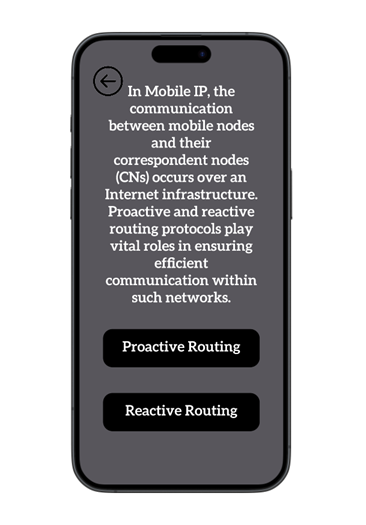 In Mobile IP, the
communication
between mobile nodes
and their
correspondent nodes
(CNs) occurs over an
Internet infrastructure.
Proactive and reactive
routing protocols play
vital roles in ensuring
efficient
communication within
such networks.
Proactive Routing
Reactive Routing